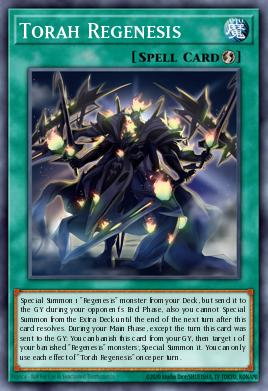 TORAH REGENESIS
魔
[SPELL CARD
Special Summon 1 "Regenesis" monster from your Deck, but send it to
the GY during your opponent's End Phase, also you cannot Special
Summon from the Extra Deck until the end of the next turn after this
card resolves. During your Main Phase, except the turn this card was
sent to the GY: You can banish this card from your GY, then target 1 of
your banished "Regenesis" monsters; Special Summon it. You can only
use each effect of "Torah Regenesis" once per turn.